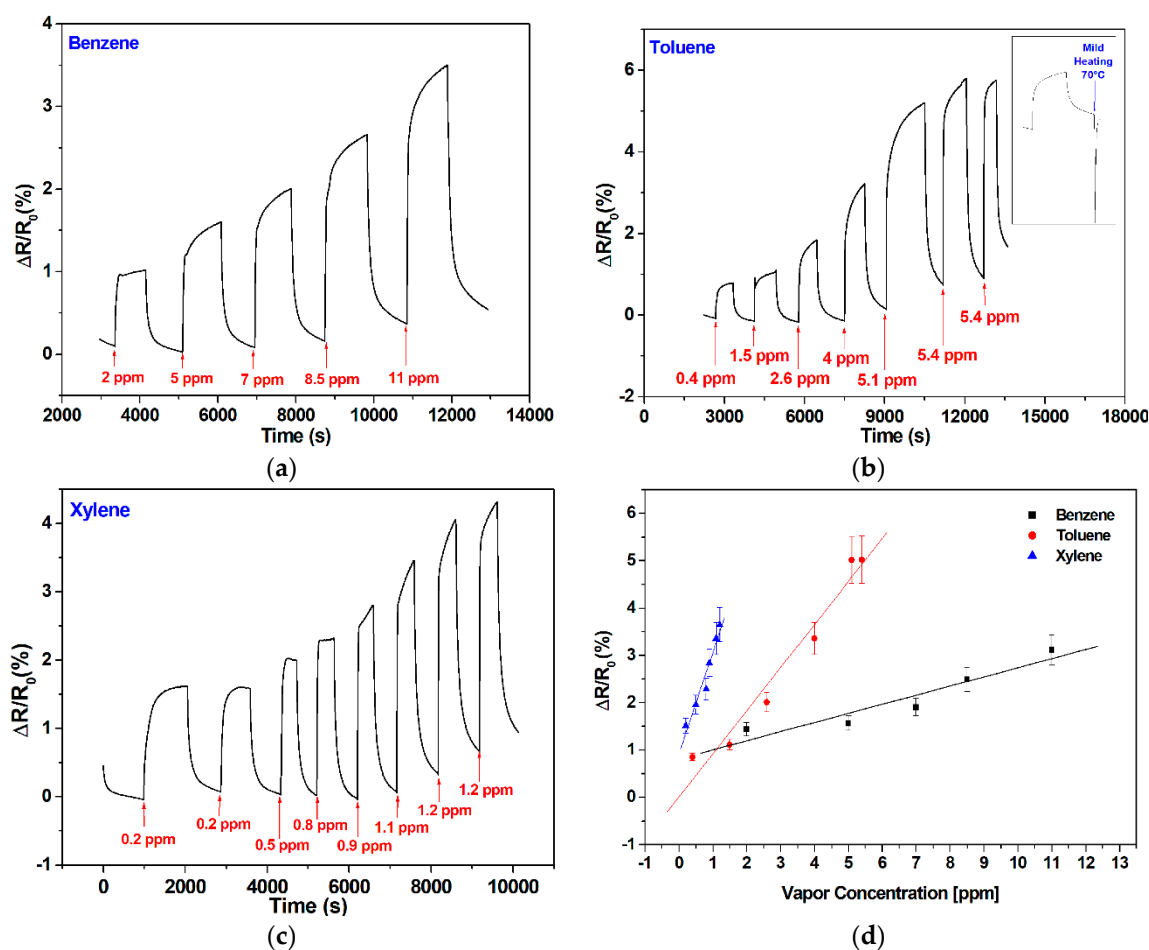 Benzene
ΔR/R0(%)
4
3
2
1
0
2 ppm
5 ppm
7 ppm
8.5 ppm
11 ppm
2000 4000 6000 8000 10000 12000 14000
Time (s)
(a)
Toluene
ΔR/R0(%)
6
4
2
0
-2
Mild
Heating
70°C
0.4 ppm
1.5 ppm
2.6 ppm
4 ppm
5.1 ppm
5.4 ppm
5.4 ppm
0 3000 6000 9000 12000 15000 18000
Time (s)
(b)
Xylene
ΔR/R0(%)
4
3
2
1
0
-1
0.2 ppm
0.2 ppm
0.5 ppm
0.8 ppm
0.9 ppm
1.1 ppm
1.2 ppm
1.2 ppm
0 2000 4000 6000 8000 10000
Time (s)
(c)
ΔR/R0(%)
6
5
4
3
2
1
0
-1
Benzene
Toluene
Xylene
-1 0 1 2 3 4 5 6 7 8 9 10 11 12 13
Vapor Concentration [ppm]
(d)